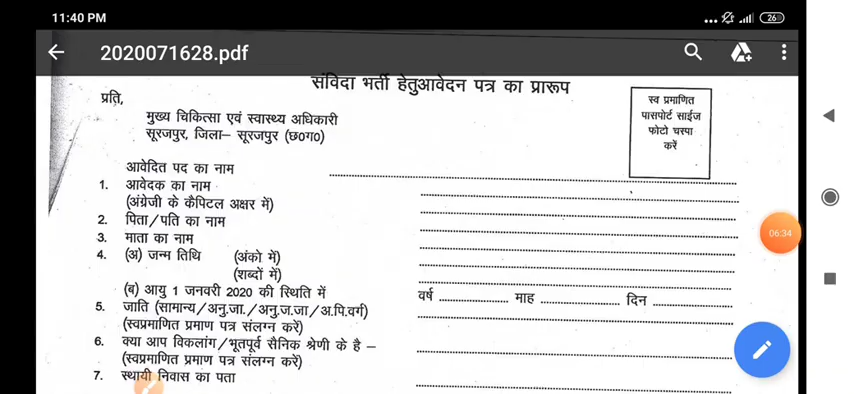 11:40 PM
26
2020071628.pdf
संविदा भर्ती हेतुआवेदन पत्र का प्रारूप
प्रति,
मुख्य चिकित्सा एवं स्वास्थ्य अधिकारी
सूरजपुर, जिला– सूरजपुर (छ0ग0)
स्व प्रमाणित
पासपोर्ट साईज
फोटो चस्पा
करें
आवेदित पद का नाम
1. आवेदक का नाम
(अंग्रेजी के कैपिटल अक्षर में)
2. पिता/पति का नाम
3. माता का नाम
4. (अ) जन्म तिथि (अंको में)
(शब्दों में)
(ब) आयु 1 जनवरी 2020 की स्थिति में वर्ष .................. माह .................. दिन ..................
5. जाति (सामान्य/अनु.जा./अनु.ज.जा/अ.पि.वर्ग)
(स्वप्रमाणित प्रमाण पत्र संलग्न करें)
6. क्या आप विकलांग/भूतपूर्व सैनिक श्रेणी के है –
(स्वप्रमाणित प्रमाण पत्र संलग्न करें)
7. स्थायी निवास का पता
06:34